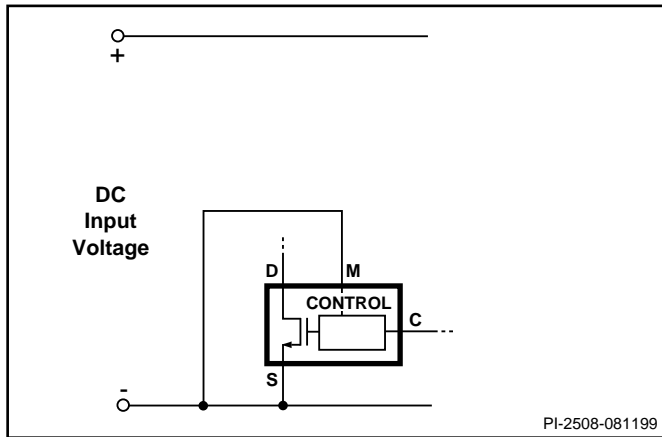 +
DC
Input
Voltage
D
M
CONTROL
C
S
-
PI-2508-081199